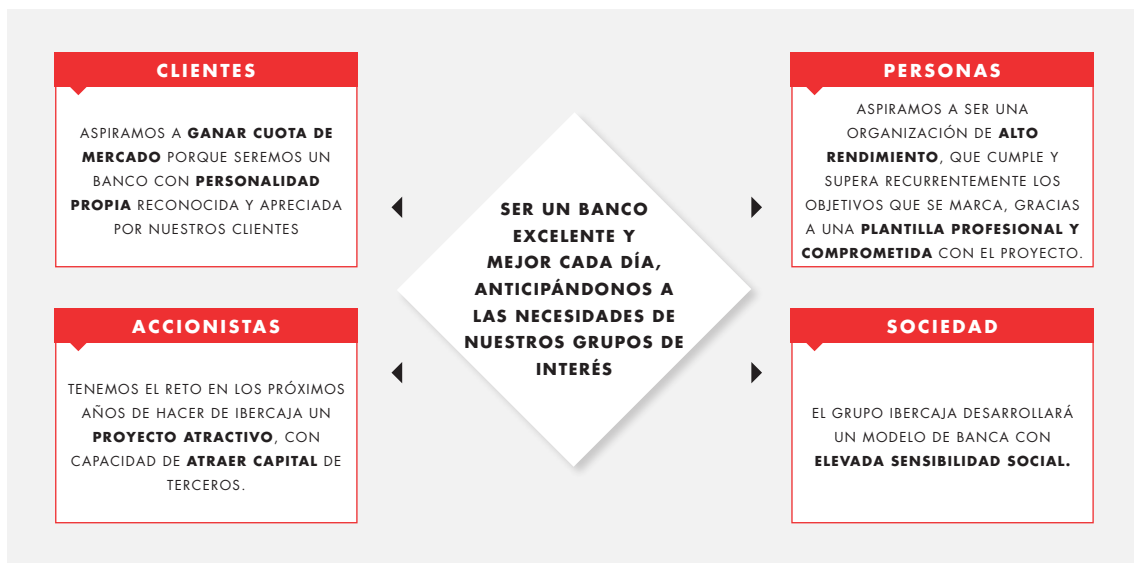 CLIENTES
ASPIRAMOS A GANAR CUOTA DE
MERCADO PORQUE SEREMOS UN
BANCO CON PERSONALIDAD
PROPIA RECONOCIDA Y APRECIADA
POR NUESTROS CLIENTES
ACCIONISTAS
TENEMOS EL RETO EN LOS PRÓXIMOS
AÑOS DE HACER DE IBERCAJA UN
PROYECTO ATRACTIVO, CON
CAPACIDAD DE ATRAER CAPITAL DE
TERCEROS.
SER UN BANCO
EXCELENTE Y
MEJOR CADA DÍA,
ANTICIPÁNDONOS A
LAS NECESIDADES DE
NUESTROS GRUPOS DE
INTERÉS
PERSONAS
ASPIRAMOS A SER UNA
ORGANIZACIÓN DE ALTO
RENDIMIENTO, QUE CUMPLE Y
SUPERA RECURRENTEMENTE LOS
OBJETIVOS QUE SE MARCA, GRACIAS
A UNA PLANTILLA PROFESIONAL Y
COMPROMETIDA CON EL PROYECTO.
SOCIEDAD
EL GRUPO IBERCAJA DESARROLLARÁ
UN MODELO DE BANCA CON
ELEVADA SENSIBILIDAD SOCIAL.